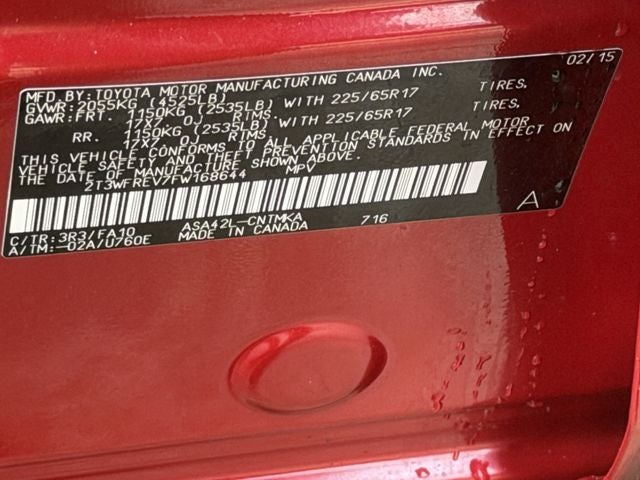 MFD.BY:TOYOTA MOTOR MANUFACTURING CANADA INC. 02/15
GVWR:2055KG (4525LB)
GAWR:FRT. 1150KG (2535LB) WITH 225/65R17 TIRES,
17X7 0J RIMS
RR. 1150KG (2535LB) WITH 225/65R17 TIRES,
17X7 RIMS
THIS VEHICLE CONFORMS TO ALL APPLICABLE FEDERAL MOTOR
VEHICLE SAFETY AND THEFT PREVENTION STANDARDS IN EFFECT ON
THE DATE OF MANUFACTURE SHOWN ABOVE.
2T3WFREV7FW168644 MPV
A
C/TR:3R3/FA10 ASA42L-CNTMKA 716
A/TM:-02A/U760E MADE IN CANADA